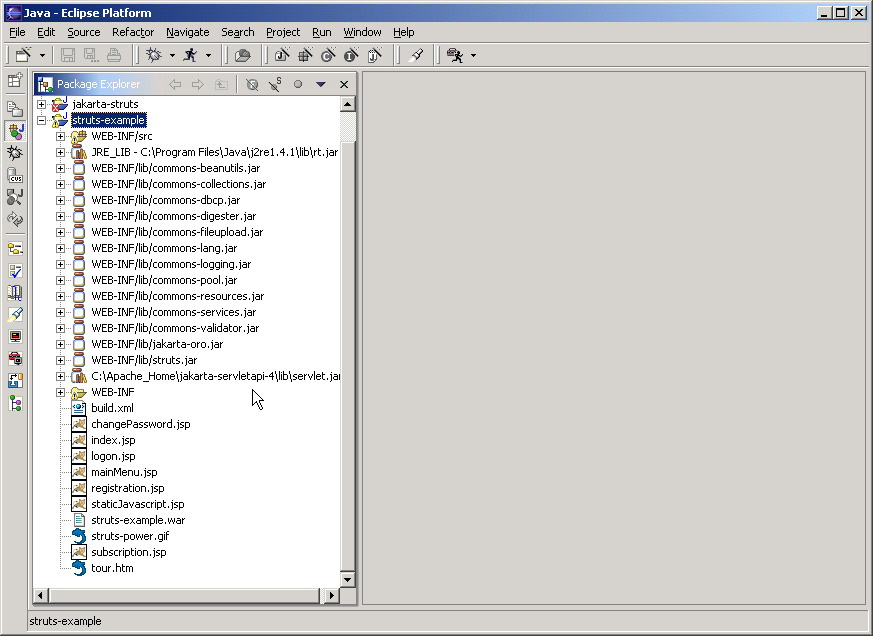 Java - Eclipse Platform
File Edit Source Refactor Navigate Search Project Run Window Help
Package Explorer
jakarta-struts
struts-example
WEB-INF/src
JRE_LIB - C:\Program Files\Java\j2re1.4.1\lib\rt.jar
WEB-INF/lib/commons-beanutils.jar
WEB-INF/lib/commons-collections.jar
WEB-INF/lib/commons-dbcp.jar
WEB-INF/lib/commons-digester.jar
WEB-INF/lib/commons-fileupload.jar
WEB-INF/lib/commons-lang.jar
WEB-INF/lib/commons-logging.jar
WEB-INF/lib/commons-pool.jar
WEB-INF/lib/commons-resources.jar
WEB-INF/lib/commons-services.jar
WEB-INF/lib/commons-validator.jar
WEB-INF/lib/jakarta-oro.jar
WEB-INF/lib/struts.jar
C:\Apache_Home\jakarta-servletapi-4\lib\servlet.jar
WEB-INF
build.xml
changePassword.jsp
index.jsp
logon.jsp
mainMenu.jsp
registration.jsp
staticJavascript.jsp
struts-example.war
struts-power.gif
subscription.jsp
tour.htm
struts-example